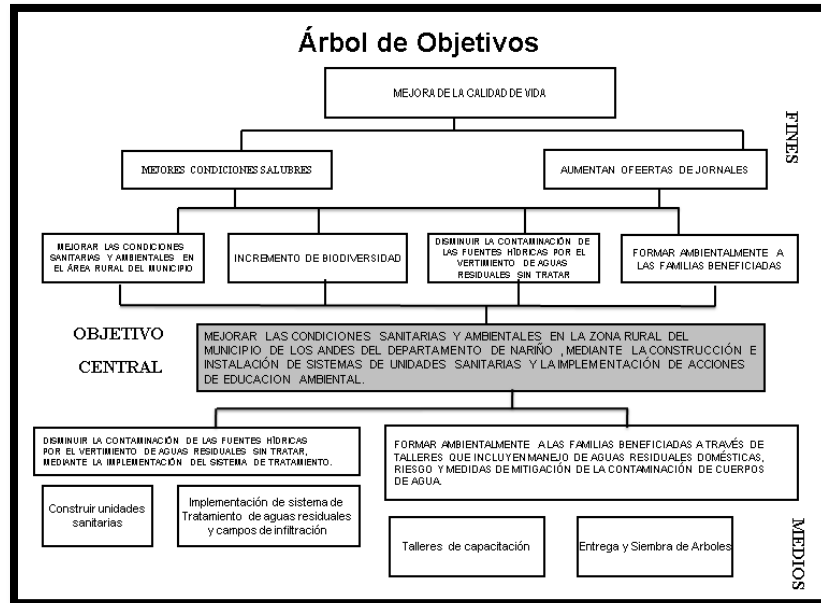 Árbol de Objetivos
MEJORA DE LA CALIDAD DE VIDA
FINES
MEJORES CONDICIONES SALUBRES
AUMENTAN OFEERTAS DE JORNALES
MEJORAR LAS CONDICIONES
SANITARIAS Y AMBIENTALES EN
EL ÁREA RURAL DEL MUNICIPIO
INCREMENTO DE BIODIVERSIDAD
DISMINUIR LA CONTAMINACIÓN DE
LAS FUENTES HÍDRICAS POR EL
VERTIMIENTO DE AGUAS
RESIDUALES SIN TRATAR
FORMAR AMBIENTALMENTE A
LAS FAMILIAS BENEFICIADAS
OBJETIVO
CENTRAL
MEJORAR LAS CONDICIONES SANITARIAS Y AMBIENTALES EN LA ZONA RURAL DEL
MUNICIPIO DE LOS ANDES DEL DEPARTAMENTO DE NARIÑO , MEDIANTE LA CONSTRUCCIÓN E
INSTALACIÓN DE SISTEMAS DE UNIDADES SANITARIAS Y LA IMPLEMENTACIÓN DE ACCIONES
DE EDUCACION AMBIENTAL.
DISMINUIR LA CONTAMINACIÓN DE LAS FUENTES HÍDRICAS
POR EL VERTIMIENTO DE AGUAS RESIDUALES SIN TRATAR,
MEDIANTE LA IMPLEMENTACIÓN DEL SISTEMA DE TRATAMIENTO.
FORMAR AMBIENTALMENTE A LAS FAMILIAS BENEFICIADAS A TRAVÉS DE
TALLERES QUE INCLUYEN MANEJO DE AGUAS RESIDUALES DOMÉSTICAS,
RIESGO Y MEDIDAS DE MITIGACIÓN DE LA CONTAMINACIÓN DE CUERPOS
DE AGUA.
Construir unidades
sanitarias
Implementación de sistema de
Tratamiento de aguas residuales
y campos de infiltración
Talleres de capacitación
Entrega y Siembra de Arboles
MEDIOS